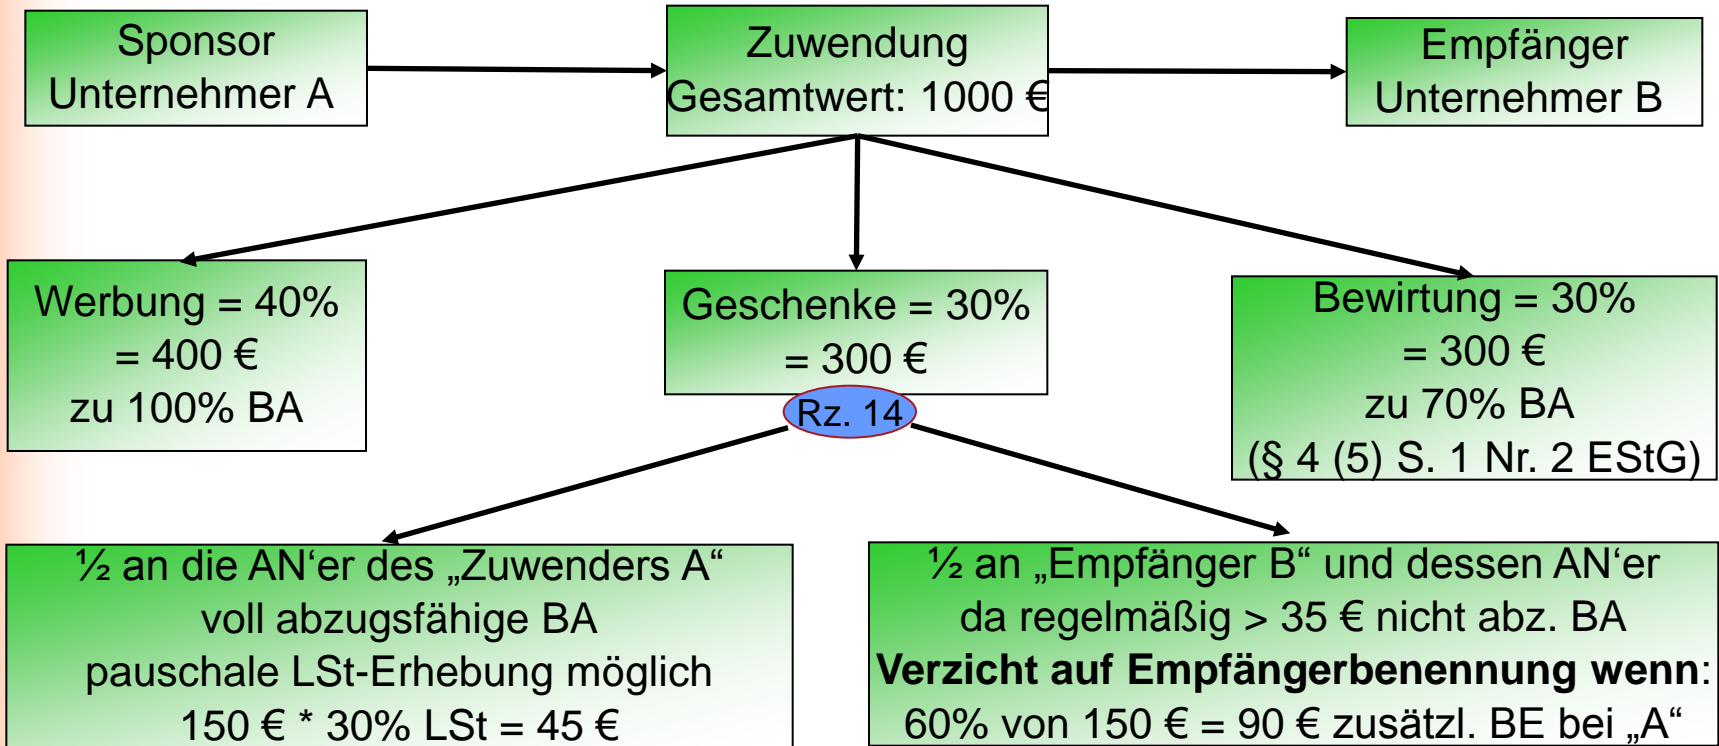 Sponsor
Unternehmer A
Zuwendung
Gesamtwert: 1000 €
Empfänger
Unternehmer B
Werbung = 40%
= 400 €
zu 100% BA
Geschenke = 30%
= 300 €
Rz. 14
Bewirtung = 30%
= 300 €
zu 70% BA
(§ 4 (5) S. 1 Nr. 2 EStG)
½ an die AN‘er des „Zuwenders A“
voll abzugsfähige BA
pauschale LSt-Erhebung möglich
150 € * 30% LSt = 45 €
½ an „Empfänger B“ und dessen AN‘er
da regelmäßig > 35 € nicht abz. BA
Verzicht auf Empfängerbenennung wenn:
60% von 150 € = 90 € zusätzl. BE bei „A“